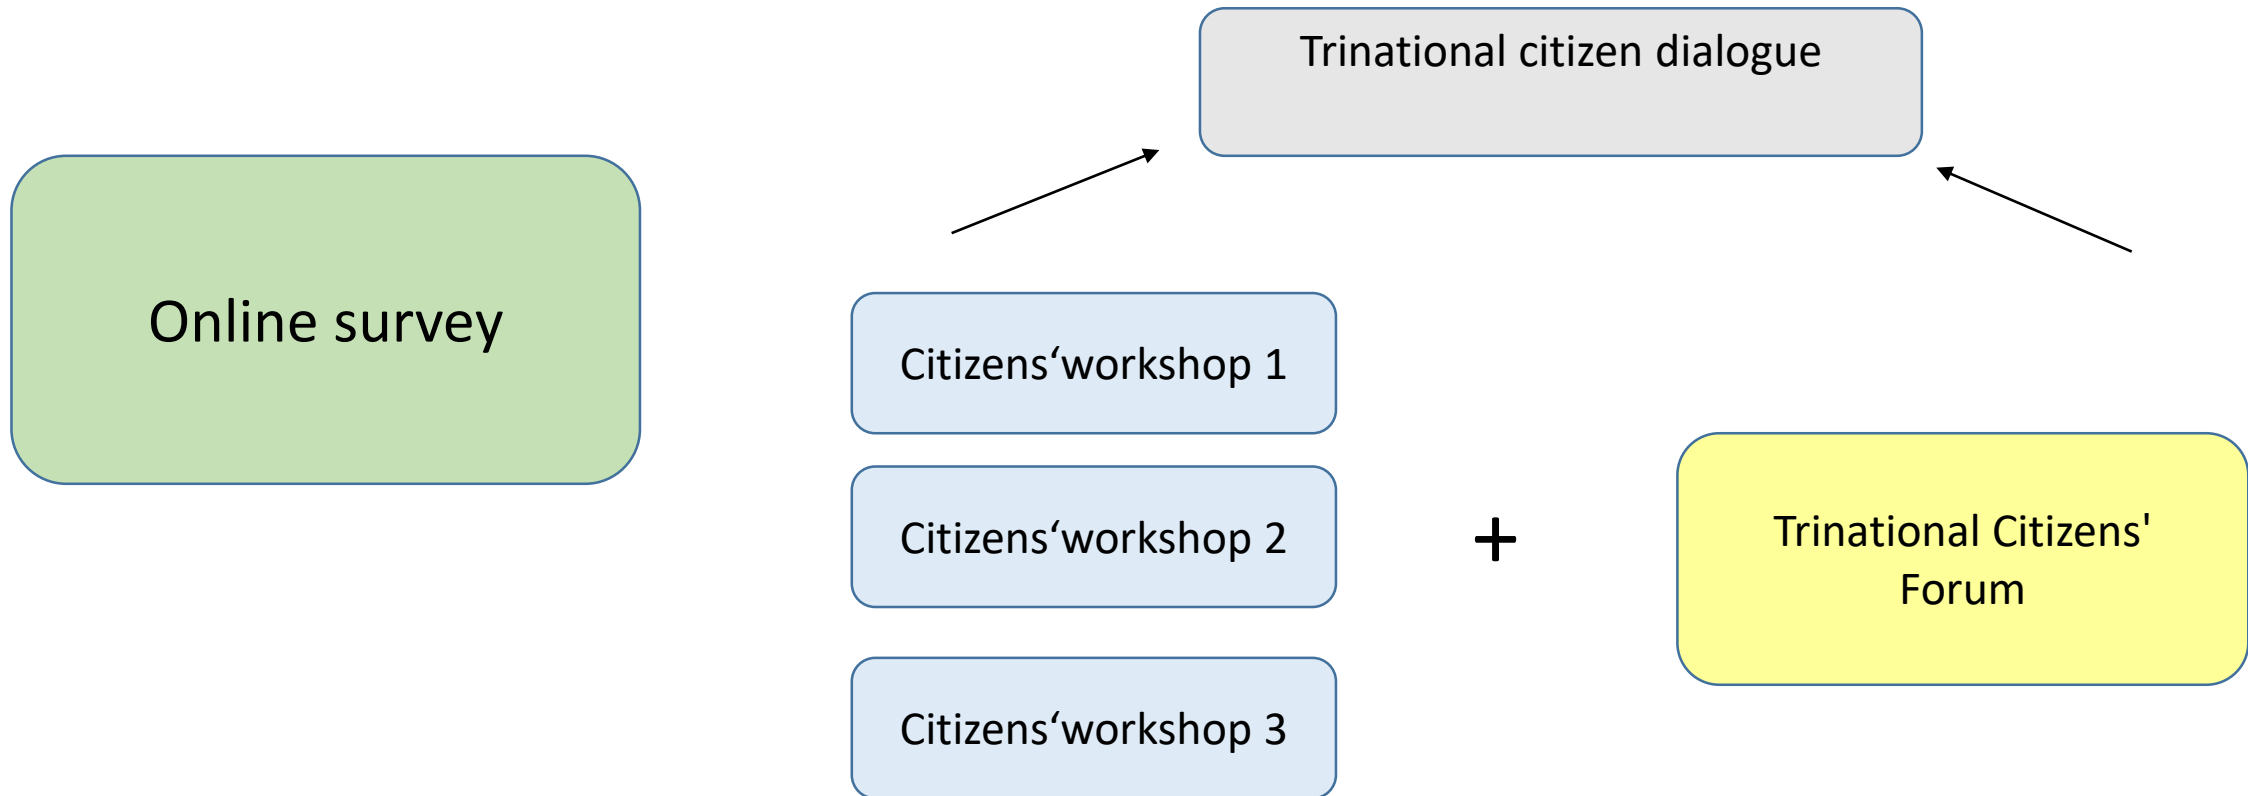 Trinational citizen dialogue
Online survey
Citizens‘workshop 1
Citizens‘workshop 2
+
Citizens‘workshop 3
Trinational Citizens'
Forum